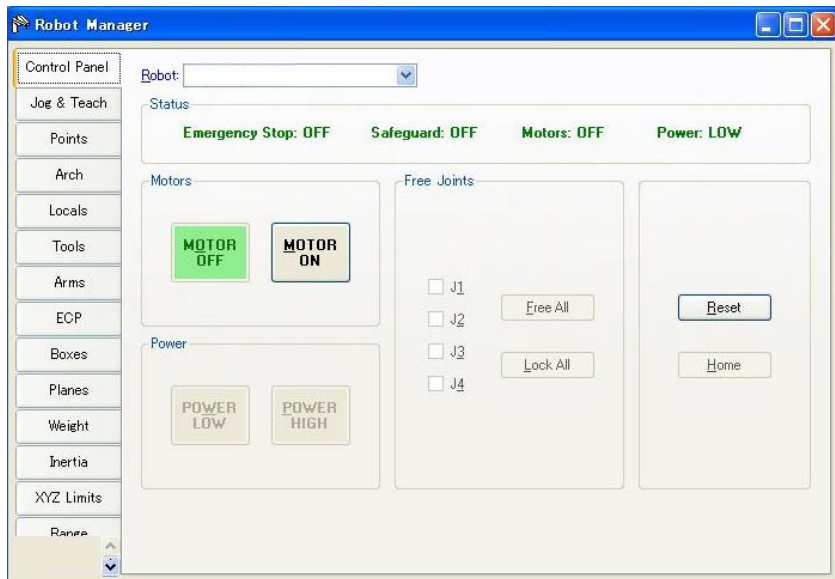 Robot Manager
Control Panel
Jog & Teach
Points
Arch
Locals
Tools
Arms
ECP
Boxes
Planes
Weight
Inertia
XYZ Limits
Range
Robot:
Status
Emergency Stop: OFF Safeguard: OFF Motors: OFF Power: LOW
Motors
MOTOR
OFF
MOTOR
ON
Power
POWER
LOW
POWER
HIGH
Free Joints
J1
J2
J3
J4
Free All
Lock All
Reset
Home